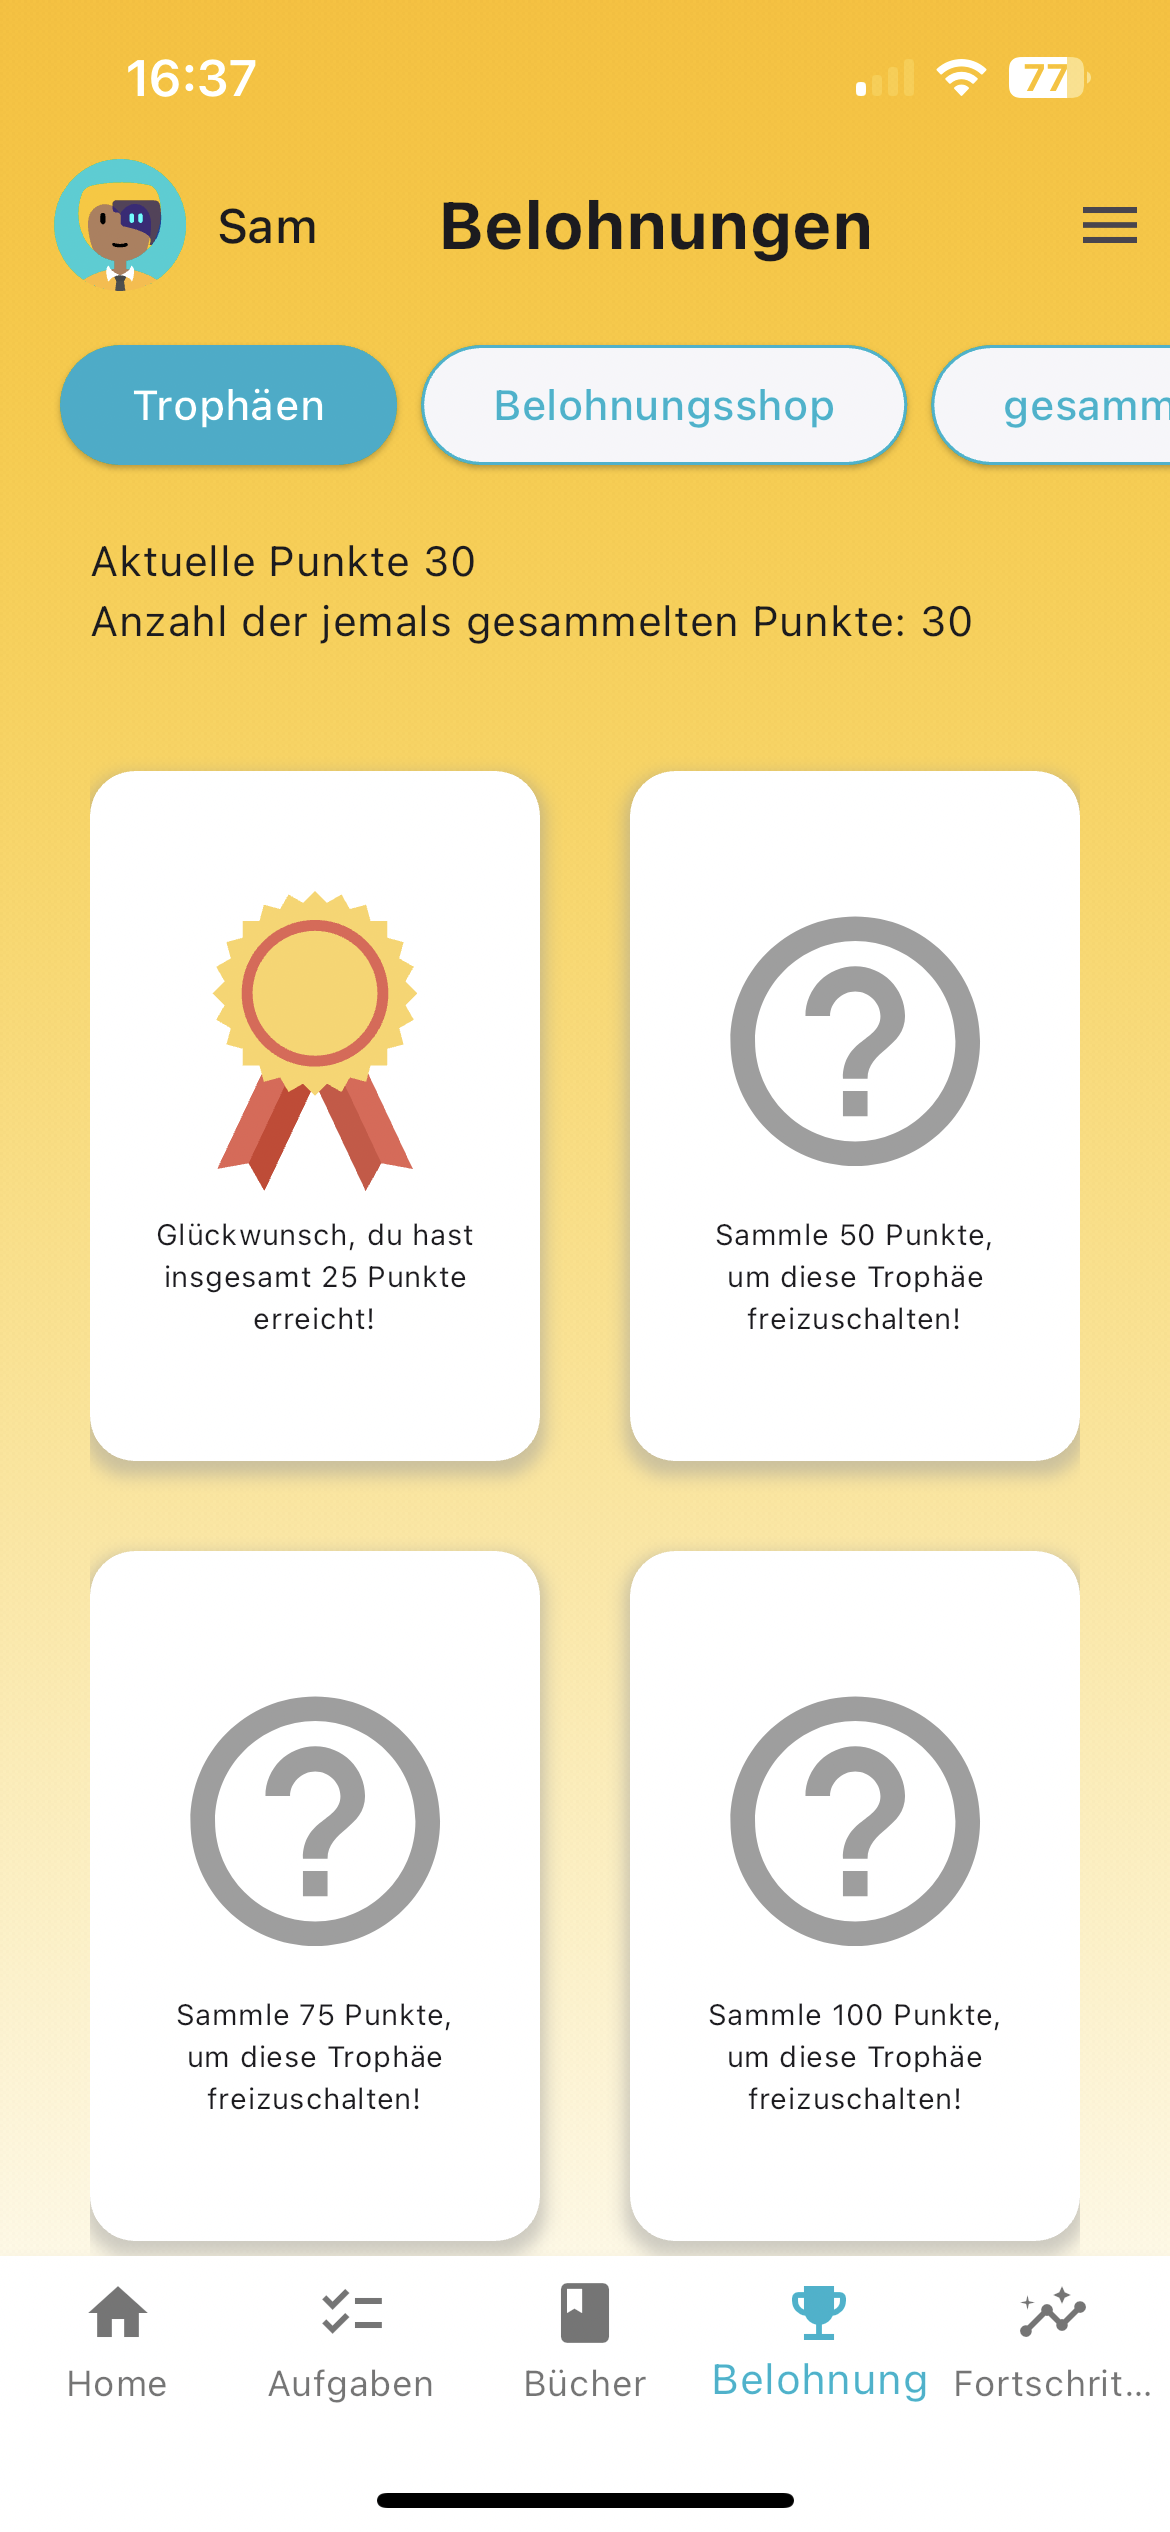 16:37
77
Sam
Belohnungen
Trophäen
Belohnungsshop
gesamm
Aktuelle Punkte 30
Anzahl der jemals gesammelten Punkte: 30
Glückwunsch, du hast
insgesamt 25 Punkte
erreicht!
Sammle 50 Punkte,
um diese Trophäe
freizuschalten!
Sammle 75 Punkte,
um diese Trophäe
freizuschalten!
Sammle 100 Punkte,
um diese Trophäe
freizuschalten!
Home
Aufgaben
Bücher
Belohnung
Fortschrit...